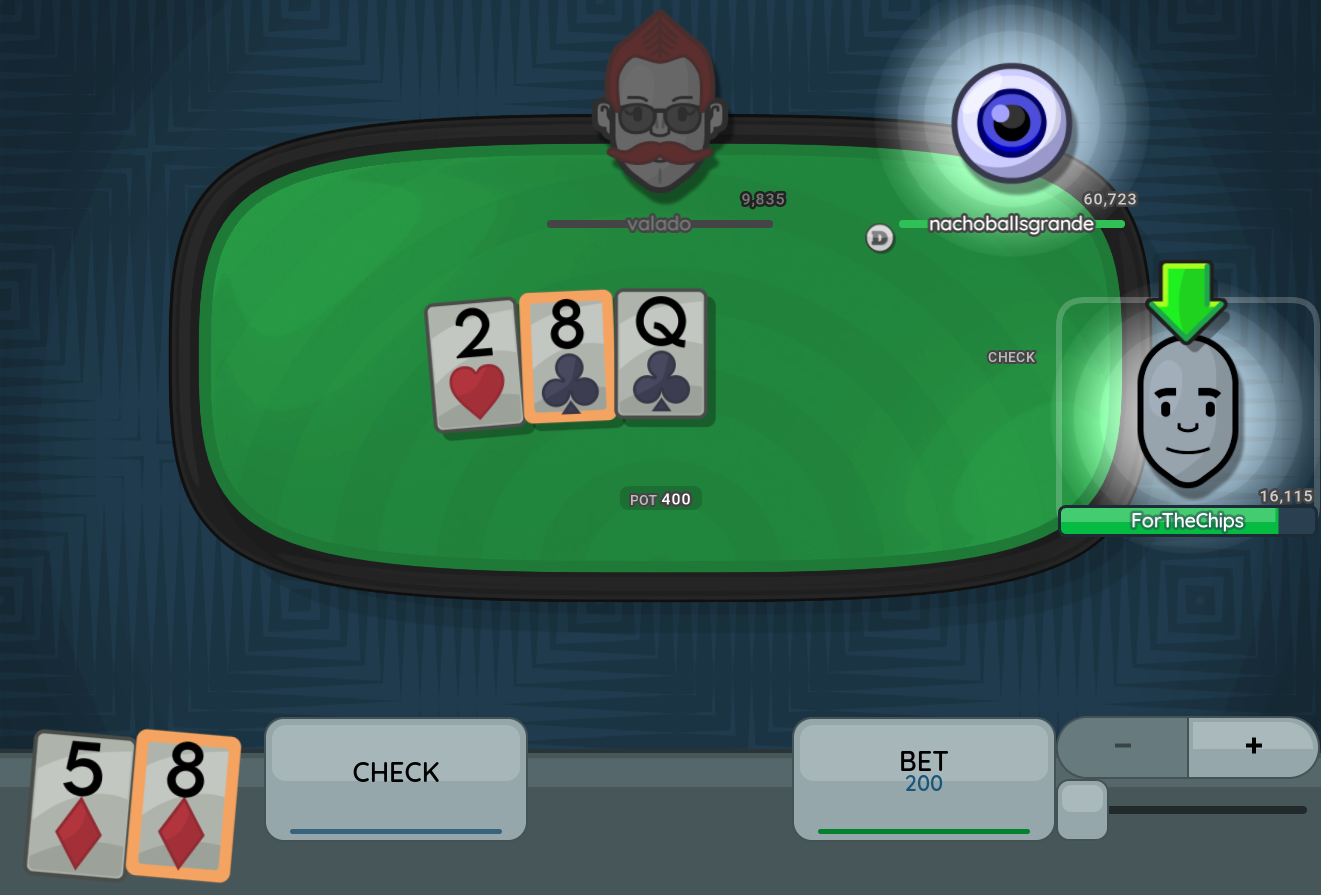 9,835
valado
60,723
nachoballsgrande
D
2
8
Q
CHECK
POT 400
16,115
ForTheChips
5
8
CHECK
BET
200
−
+